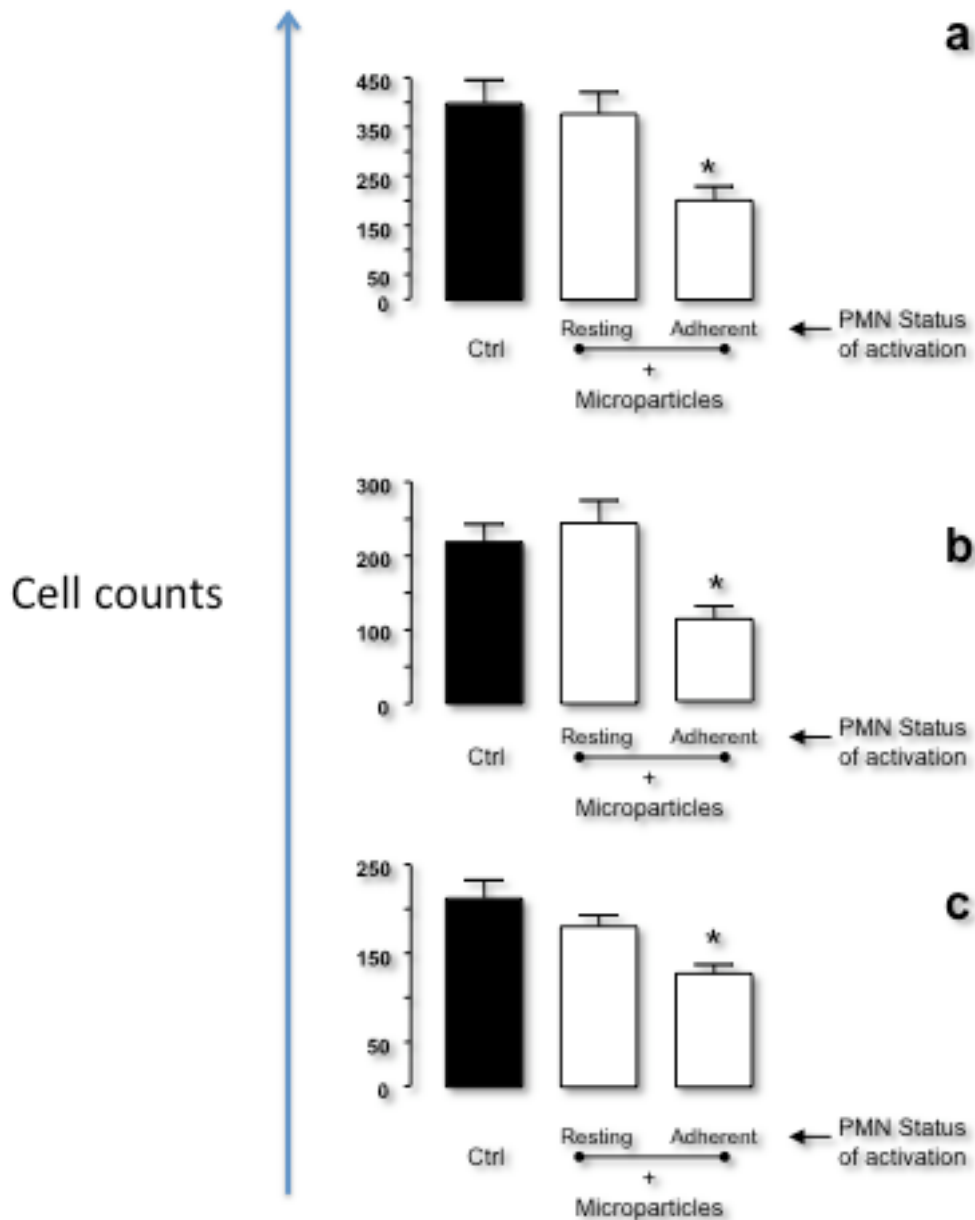 a
450
350
250
150
50
0
*
Ctrl
Resting
Adherent
+
Microparticles
PMN Status
of activation
Cell counts
b
300
200
100
0
*
Ctrl
Resting
Adherent
+
Microparticles
PMN Status
of activation
c
250
150
50
0
*
Ctrl
Resting
Adherent
+
Microparticles
PMN Status
of activation